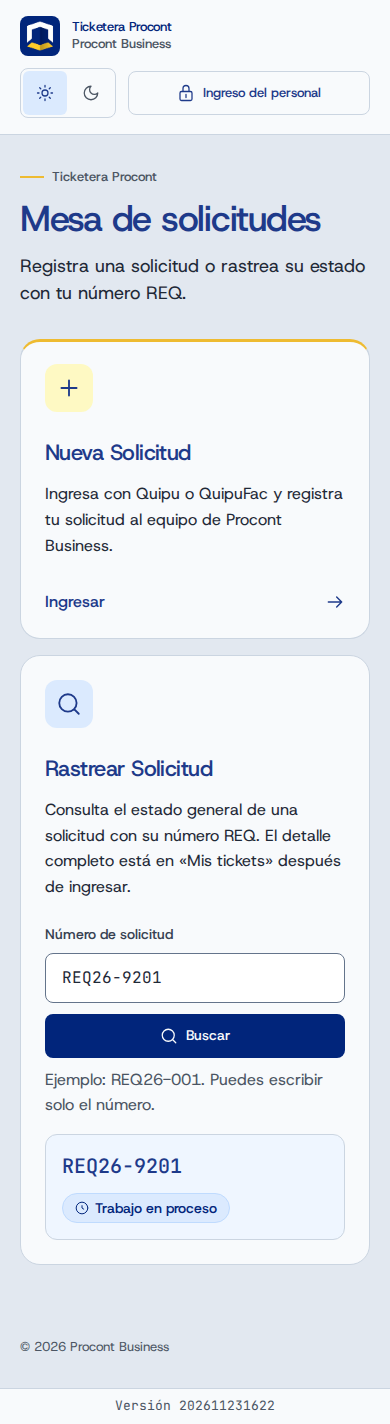 Ticketera Procont
Procont Business
Ingreso del personal
Ticketera Procont
Mesa de solicitudes
Registra una solicitud o rastrea su estado
con tu número REQ.
Nueva Solicitud
Ingresa con Quipu o QuipuFac y registra
tu solicitud al equipo de Procont
Business.
Ingresar
Rastrear Solicitud
Consulta el estado general de una
solicitud con su número REQ. El detalle
completo está en «Mis tickets» después
de ingresar.
Número de solicitud
REQ26-9201
Buscar
Ejemplo: REQ26-001. Puedes escribir
solo el número.
REQ26-9201
Trabajo en proceso
© 2026 Procont Business
Versión 202611231622